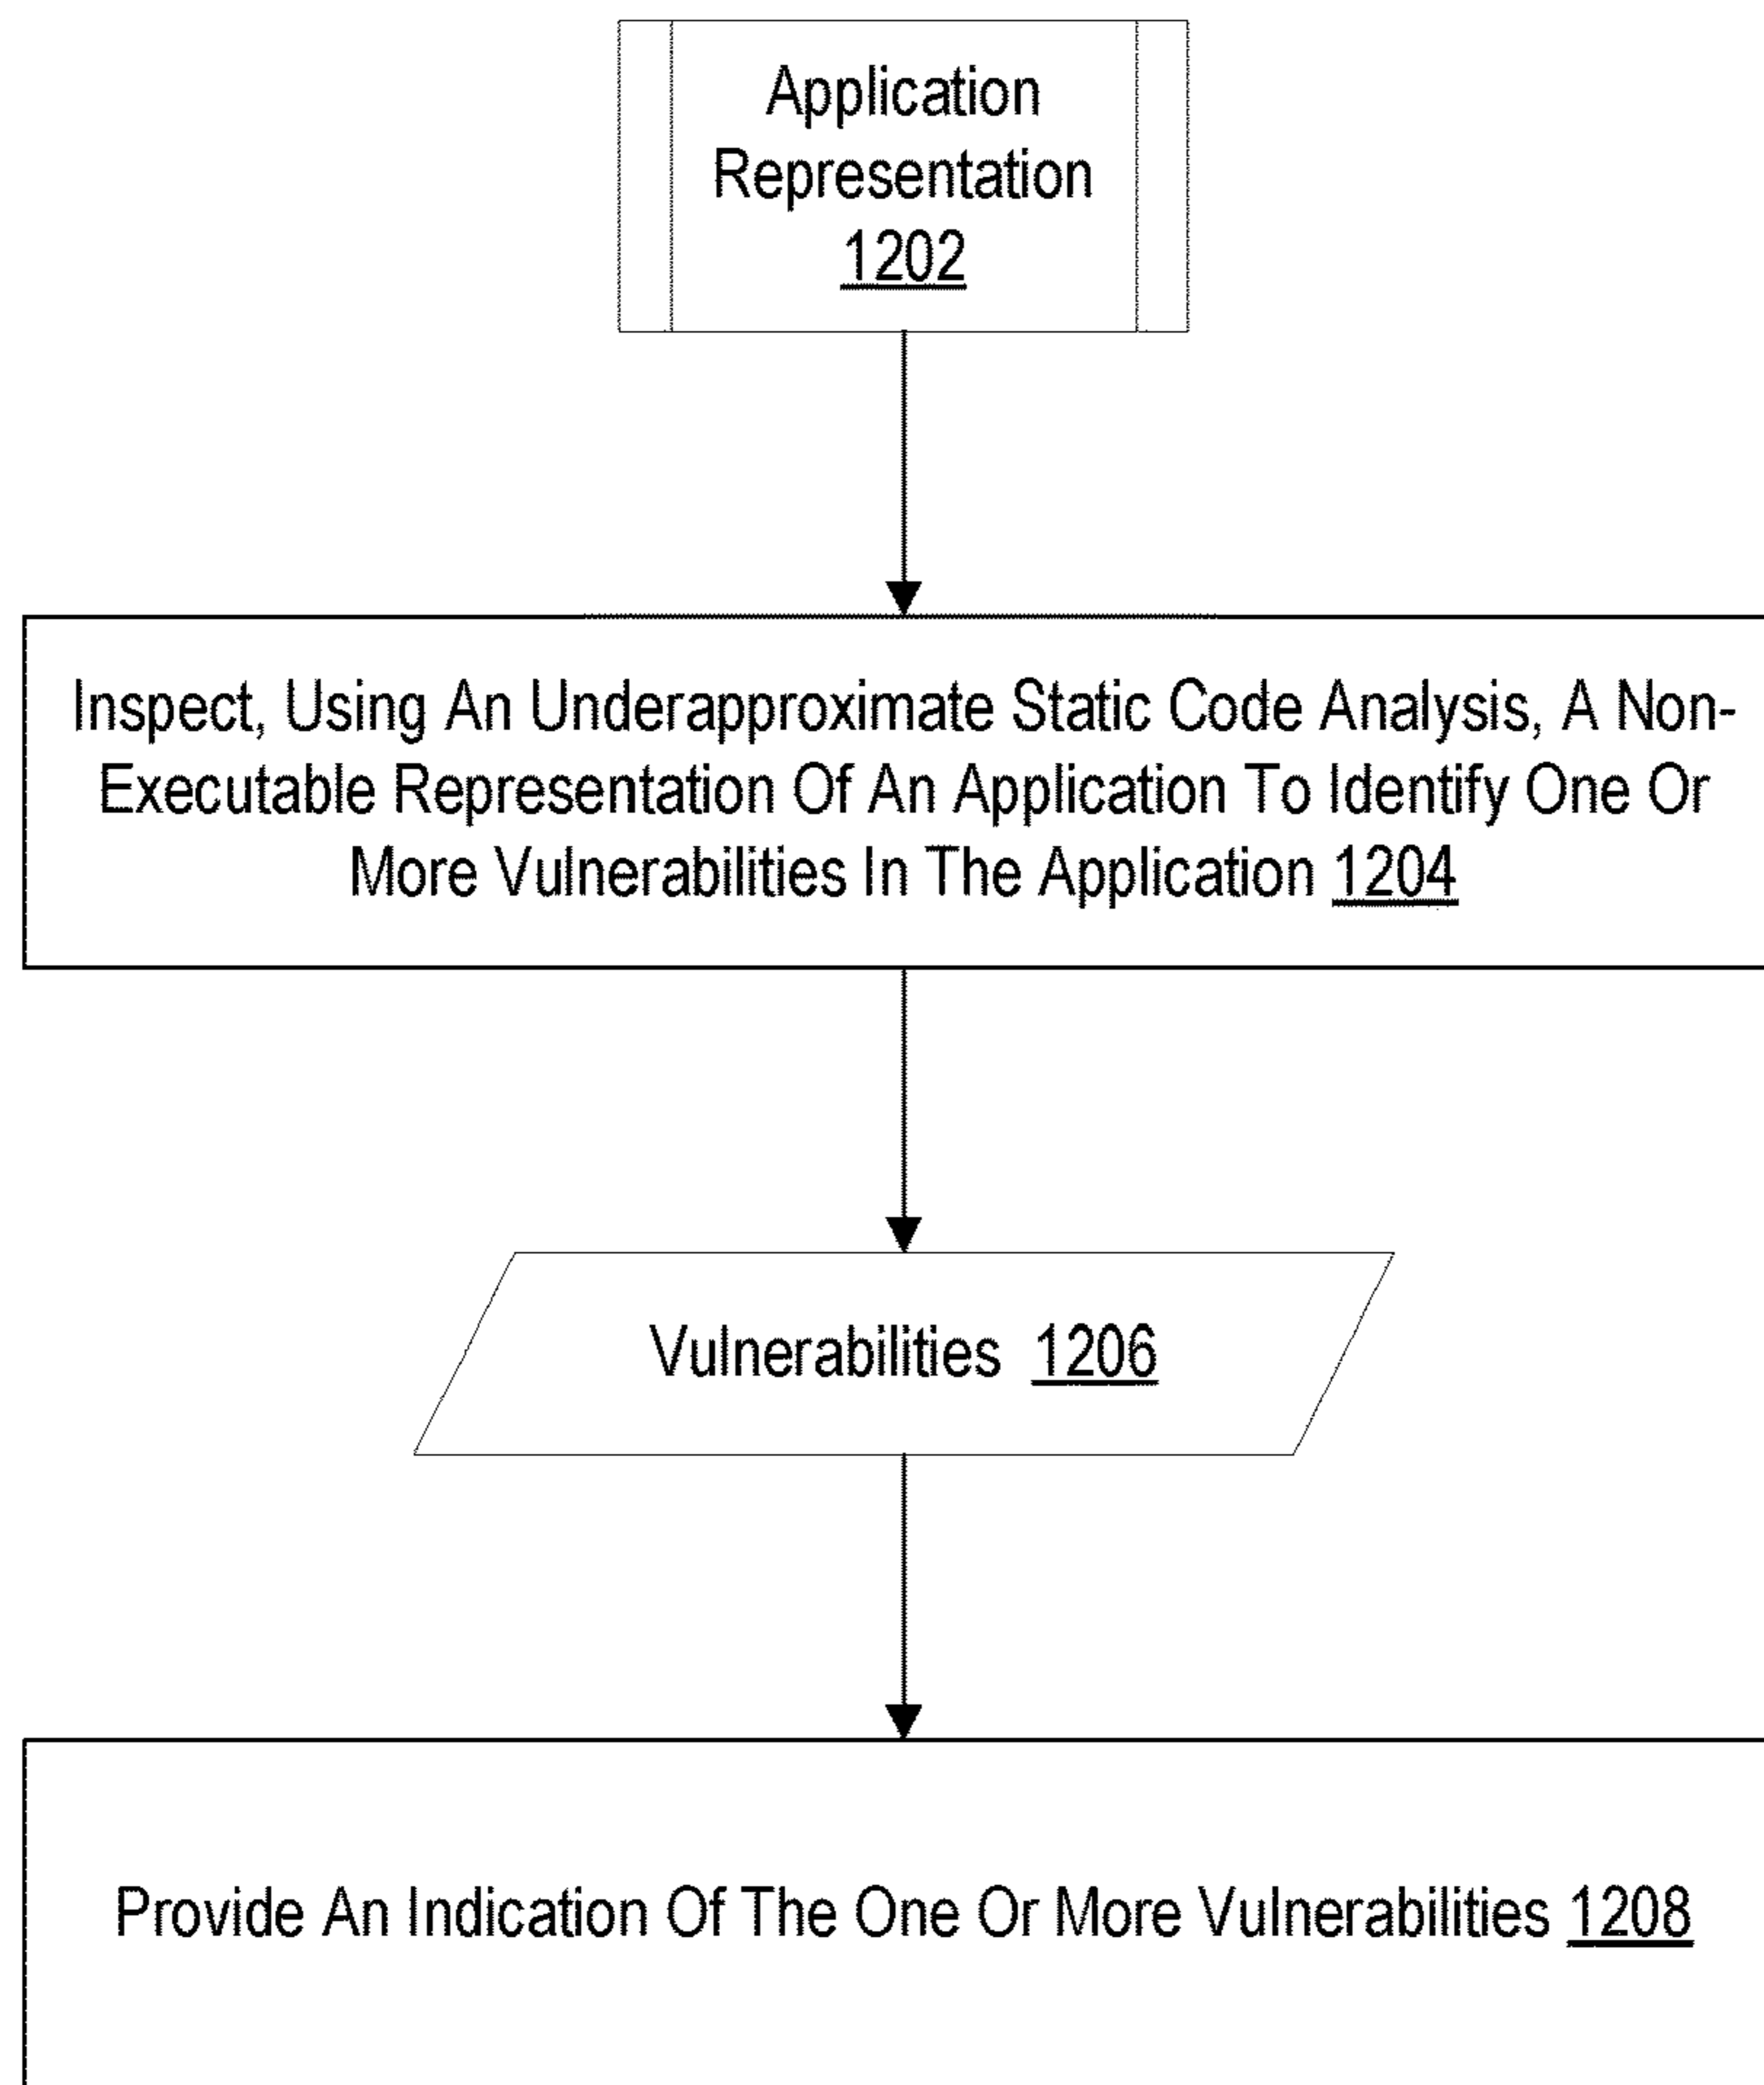 Application
Representation
1202
Inspect, Using An Underapproximate Static Code Analysis, A Non-
Executable Representation Of An Application To Identify One Or
More Vulnerabilities In The Application 1204
Vulnerabilities 1206
Provide An Indication Of The One Or More Vulnerabilities 1208